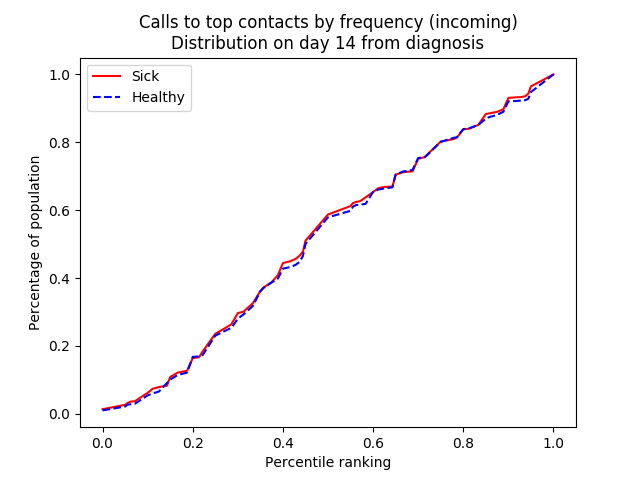 Calls to top contacts by frequency (incoming)
Distribution on day 14 from diagnosis
Sick
Healthy
Percentage of population
1.0
0.8
0.6
0.4
0.2
0.0
0.0 0.2 0.4 0.6 0.8 1.0
Percentile ranking